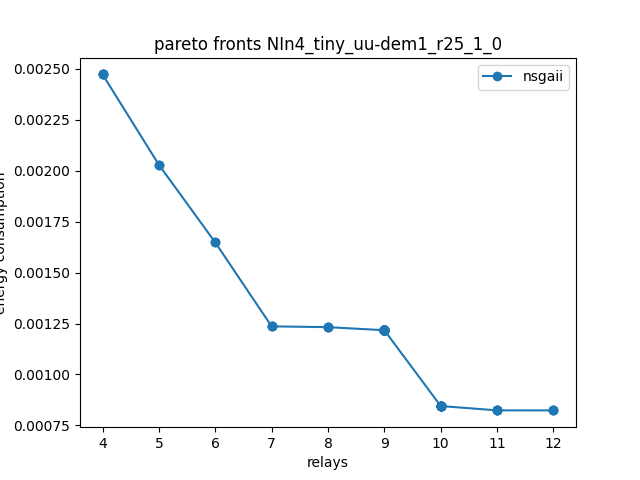 pareto fronts NIn4_tiny_uu-dem1_r25_1_0
nsgaii
0.00250
0.00225
0.00200
0.00175
0.00150
0.00125
0.00100
0.00075
energy consumption
4 5 6 7 8 9 10 11 12
relays